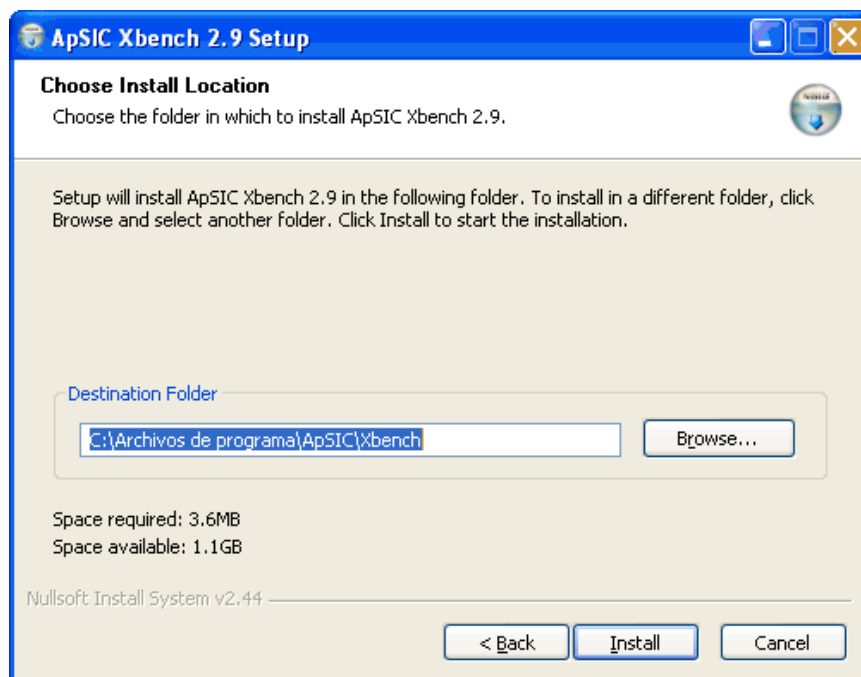 ApSIC Xbench 2.9 Setup
Choose Install Location
Choose the folder in which to install ApSIC Xbench 2.9.
Setup will install ApSIC Xbench 2.9 in the following folder. To install in a different folder, click
Browse and select another folder. Click Install to start the installation.
Destination Folder
C:\Archivos de programa\ApSIC\Xbench
Browse...
Space required: 3.6MB
Space available: 1.1GB
Nullsoft Install System v2.44
< Back
Install
Cancel